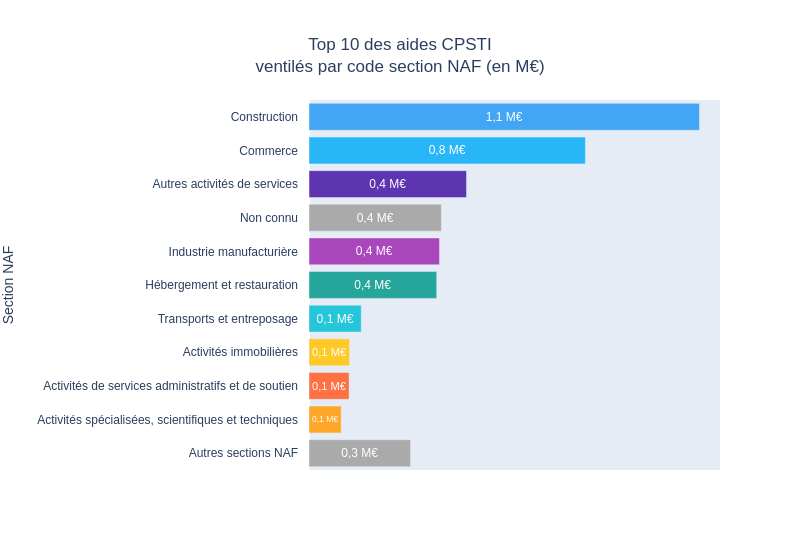 Top 10 des aides CPSTI
ventilés par code section NAF (en M€)
Section NAF
Construction 1,1 M€
Commerce 0,8 M€
Autres activités de services 0,4 M€
Non connu 0,4 M€
Industrie manufacturière 0,4 M€
Hébergement et restauration 0,4 M€
Transports et entreposage 0,1 M€
Activités immobilières 0,1 M€
Activités de services administratifs et de soutien 0,1 M€
Activités spécialisées, scientifiques et techniques 0,1 M€
Autres sections NAF 0,3 M€